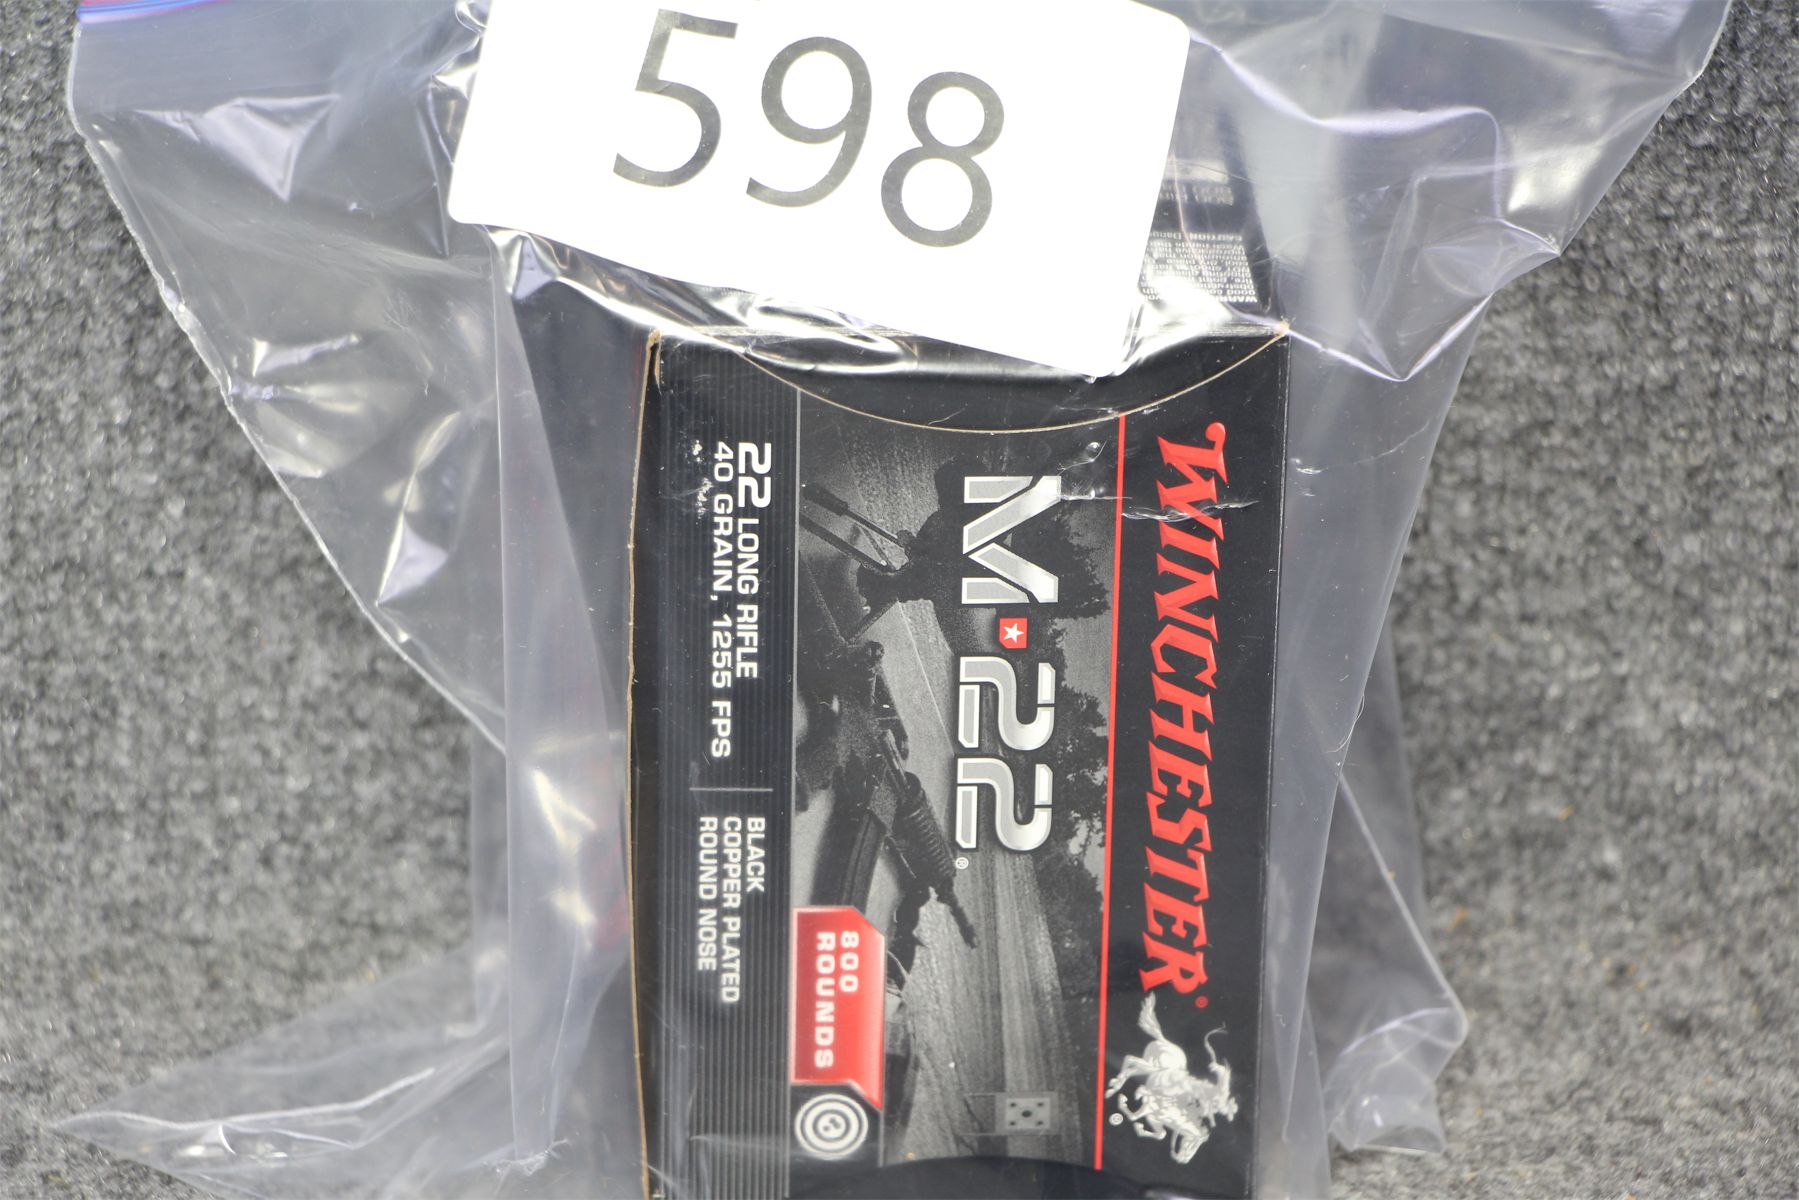 598
WINCHESTER®
M★22®
22 LONG RIFLE
40 GRAIN, 1255 FPS
BLACK
COPPER PLATED
ROUND NOSE
800
ROUNDS
®